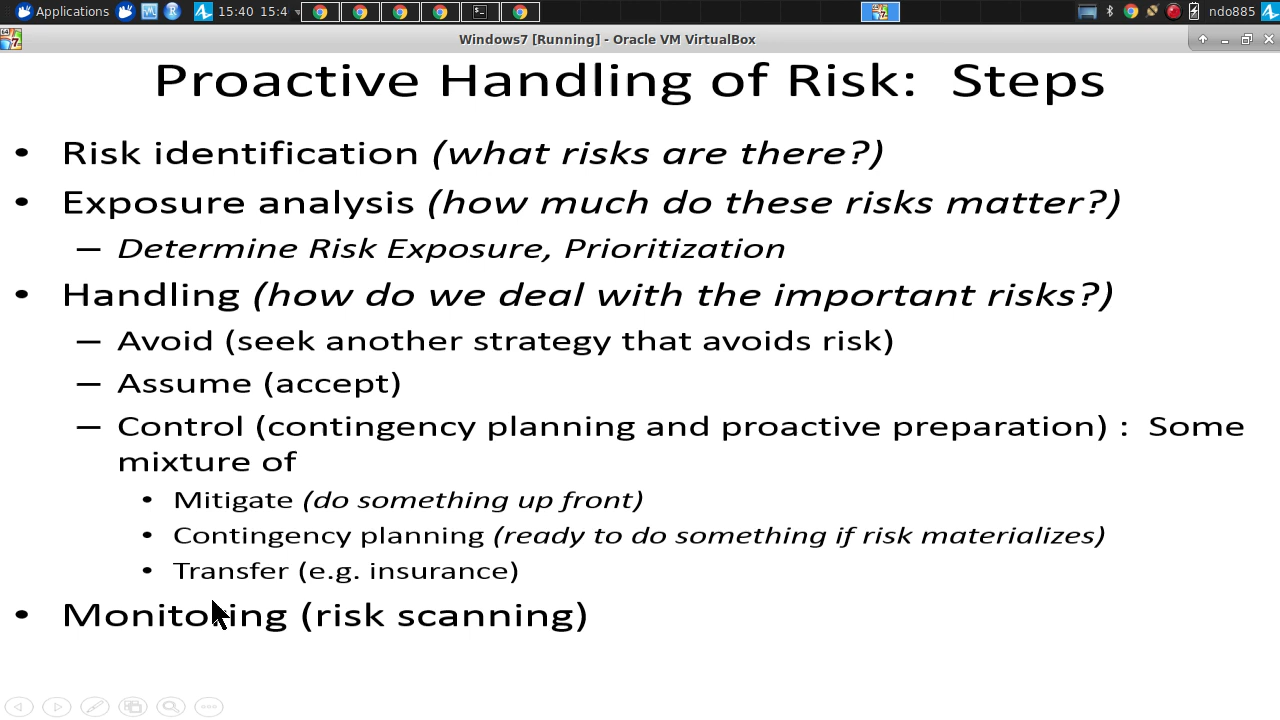 Applications 15:40 15:4 ndo885
Windows7 [Running] - Oracle VM VirtualBox
Proactive Handling of Risk:  Steps
• Risk identification (what risks are there?)
• Exposure analysis (how much do these risks matter?)
– Determine Risk Exposure, Prioritization
• Handling (how do we deal with the important risks?)
– Avoid (seek another strategy that avoids risk)
– Assume (accept)
– Control (contingency planning and proactive preparation) :  Some
mixture of
• Mitigate (do something up front)
• Contingency planning (ready to do something if risk materializes)
• Transfer (e.g. insurance)
• Monitoring (risk scanning)